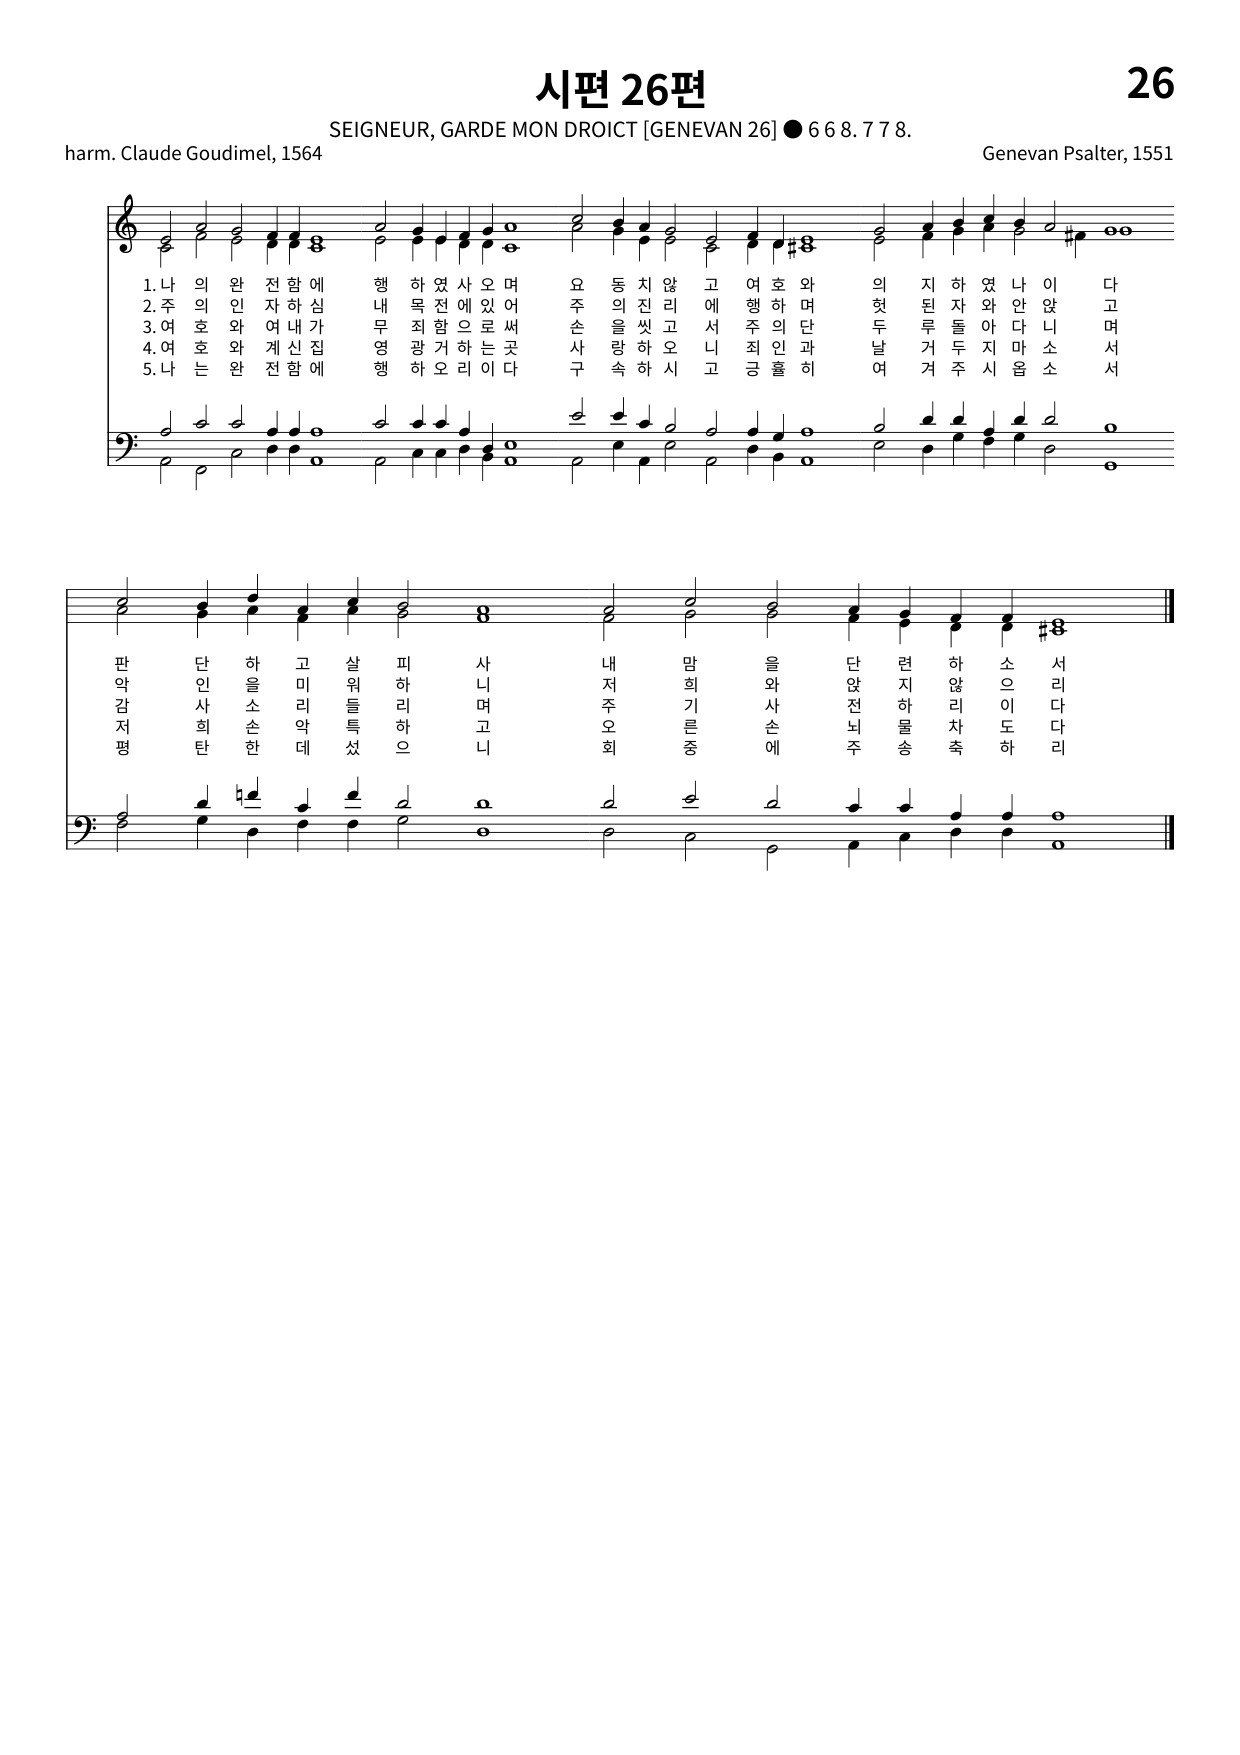 시편 26편
26
SEIGNEUR, GARDE MON DROICT [GENEVAN 26] ● 6 6 8. 7 7 8.
harm. Claude Goudimel, 1564
Genevan Psalter, 1551
1. 나 의 완 전 함 에 행 하 였 사 오 며 요 동 치 않 고 여 호 와 의 지 하 였 나 이 다
2. 주 의 인 자 하 심 내 목 전 에 있 어 주 의 진 리 에 행 하 며 헛 된 자 와 안 앉 고
3. 여 호 와 여 내 가 무 죄 함 으 로 써 손 을 씻 고 서 주 의 단 두 루 돌 아 다 니 며
4. 여 호 와 계 신 집 영 광 거 하 는 곳 사 랑 하 오 니 죄 인 과 날 거 두 지 마 소 서
5. 나 는 완 전 함 에 행 하 오 리 이 다 구 속 하 시 고 긍 휼 히 여 겨 주 시 옵 소 서
판 단 하 고 살 피 사 내 맘 을 단 련 하 소 서
악 인 을 미 워 하 니 저 희 와 앉 지 않 으 리
감 사 소 리 들 리 며 주 기 사 전 하 리 이 다
저 희 손 악 특 하 고 오 른 손 뇌 물 차 도 다
평 탄 한 데 섰 으 니 회 중 에 주 송 축 하 리